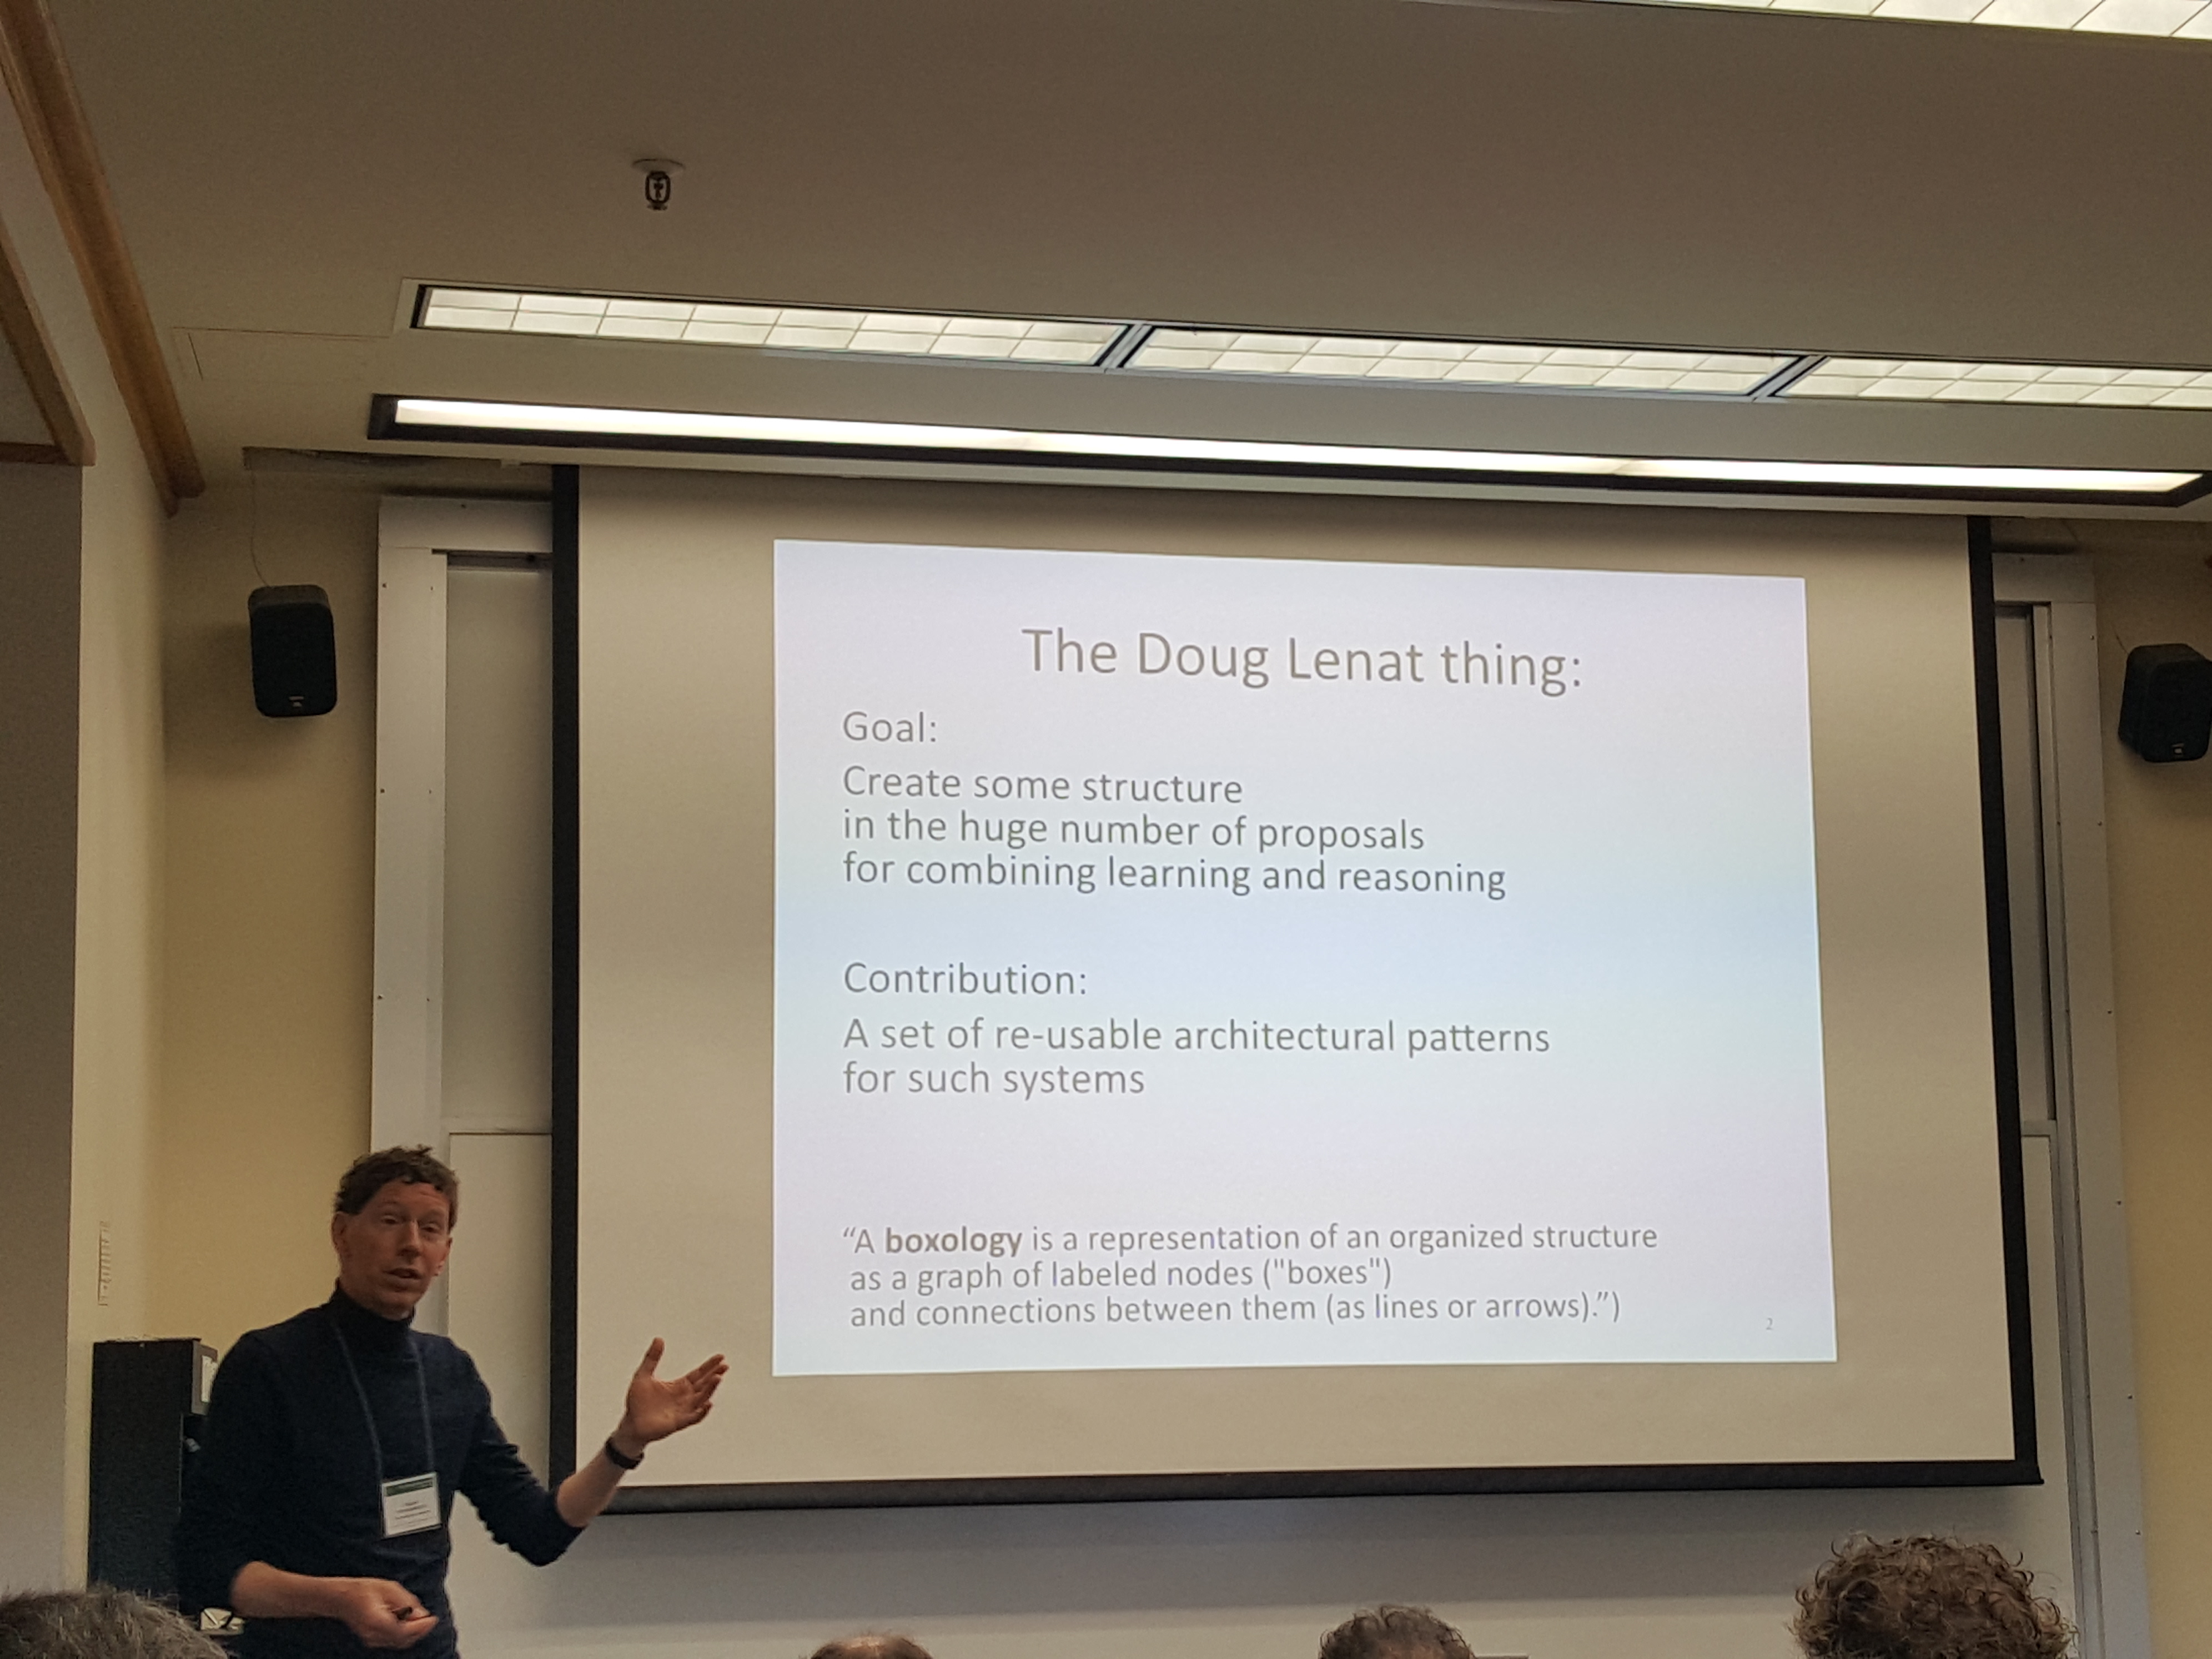 The Doug Lenat thing:
Goal:
Create some structure
in the huge number of proposals
for combining learning and reasoning
Contribution:
A set of re-usable architectural patterns
for such systems
“A boxology is a representation of an organized structure
as a graph of labeled nodes ("boxes")
and connections between them (as lines or arrows).”)
2